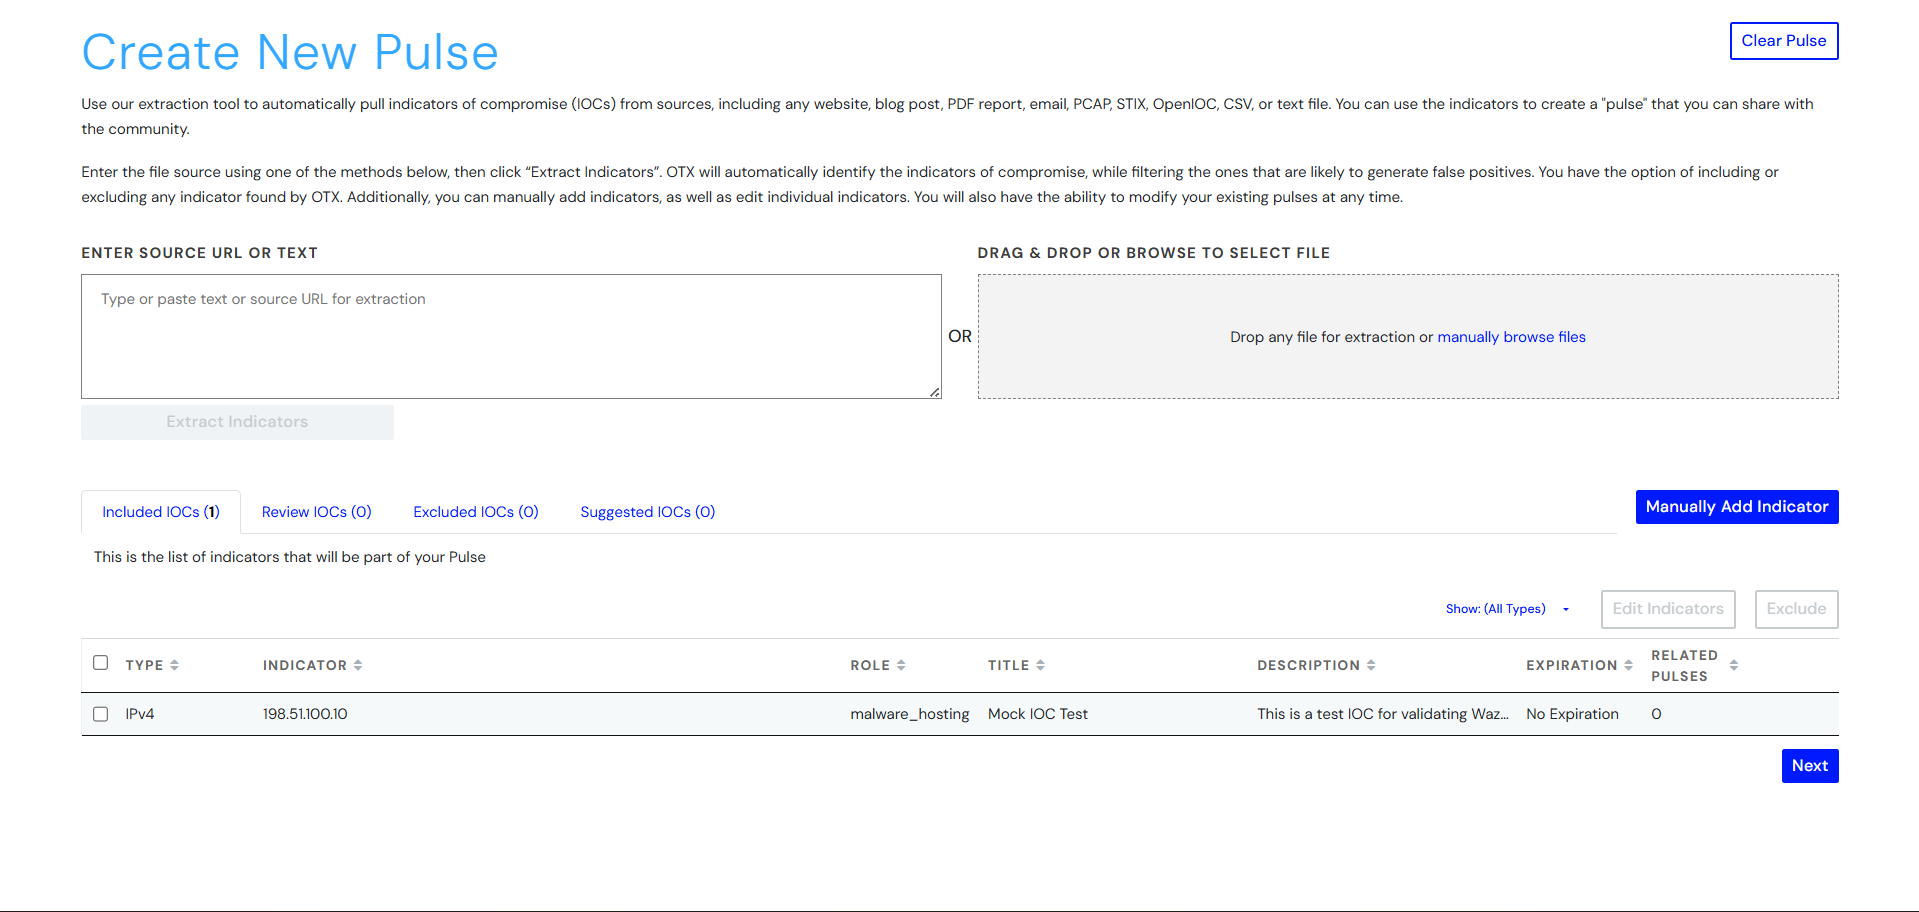 Create New Pulse
Clear Pulse
Use our extraction tool to automatically pull indicators of compromise (IOCs) from sources, including any website, blog post, PDF report, email, PCAP, STIX, OpenIOC, CSV, or text file. You can use the indicators to create a "pulse" that you can share with
the community.
Enter the file source using one of the methods below, then click “Extract Indicators”. OTX will automatically identify the indicators of compromise, while filtering the ones that are likely to generate false positives. You have the option of including or
excluding any indicator found by OTX. Additionally, you can manually add indicators, as well as edit individual indicators. You will also have the ability to modify your existing pulses at any time.
ENTER SOURCE URL OR TEXT
Type or paste text or source URL for extraction
OR
DRAG & DROP OR BROWSE TO SELECT FILE
Drop any file for extraction or manually browse files
Extract Indicators
Included IOCs (1) Review IOCs (0) Excluded IOCs (0) Suggested IOCs (0)
Manually Add Indicator
This is the list of indicators that will be part of your Pulse
Show: (All Types) Edit Indicators Exclude
TYPE INDICATOR ROLE TITLE DESCRIPTION EXPIRATION RELATED
PULSES
IPv4 198.51.100.10 malware_hosting Mock IOC Test This is a test IOC for validating Waz... No Expiration 0
Next